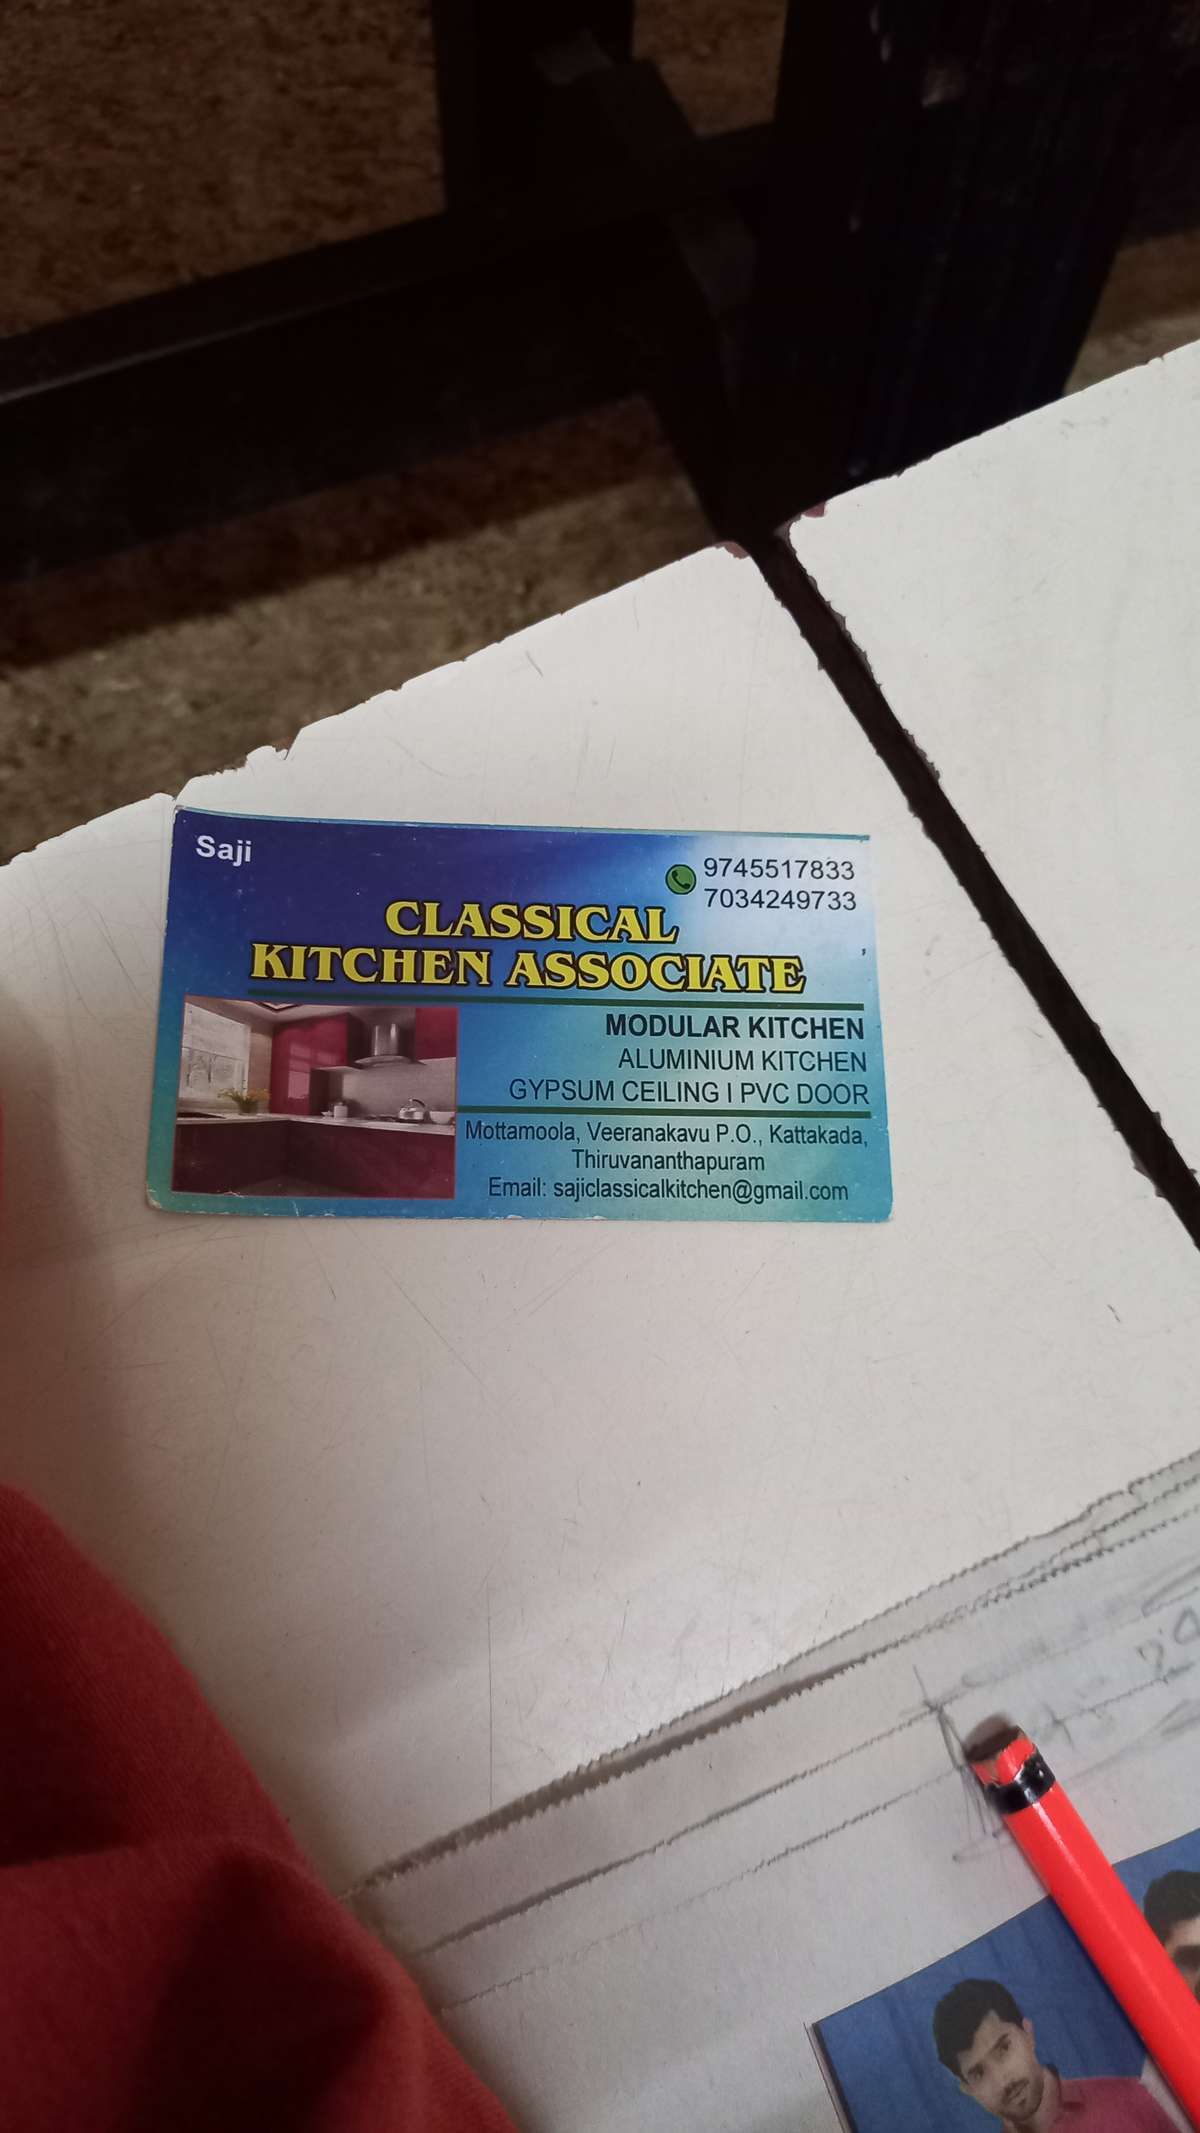 Saji
9745517833
7034249733
CLASSICAL
KITCHEN ASSOCIATE
MODULAR KITCHEN
ALUMINIUM KITCHEN
GYPSUM CEILING I PVC DOOR
Mottamoola, Veeranakavu P.O., Kattakada,
Thiruvananthapuram
Email: sajiclassicalkitchen@gmail.com